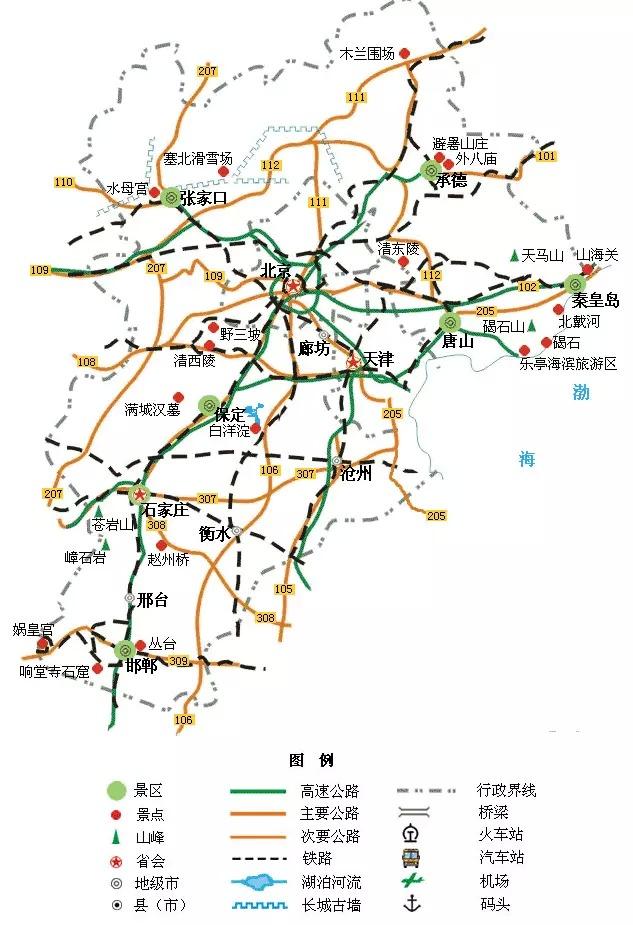 木兰围场
207
111
避暑山庄
外八庙
101
塞北滑雪场
112
承德
110
水母宫
张家口
111
清东陵
天马山
山海关
109
207
109
北京
112
102
秦皇岛
205
北戴河
野三坡
廊坊
唐山
碣石山
碣石
清西陵
天津
乐亭海滨旅游区
108
渤
满城汉墓
保定
白洋淀
205
海
106
307
沧州
207
石家庄
307
205
苍岩山
308
衡水
嶂石岩
赵州桥
105
邢台
308
娲皇宫
丛台
309
响堂寺石窟
邯郸
106
图 例
景区
高速公路
行政界线
景点
主要公路
桥梁
山峰
次要公路
火车站
省会
铁路
汽车站
地级市
湖泊河流
机场
县（市）
长城古墙
码头